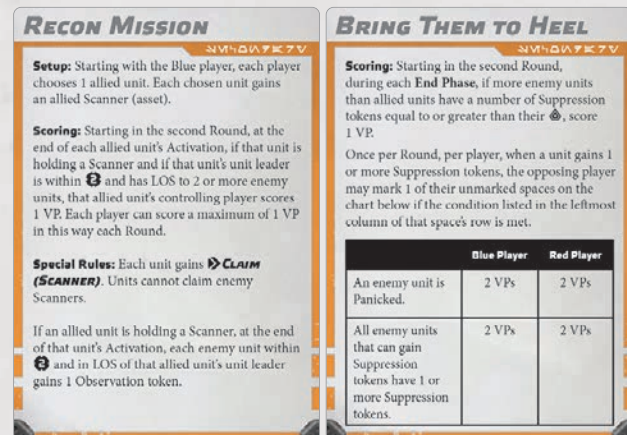 RECON MISSION
Setup: Starting with the Blue player, each player
chooses 1 allied unit. Each chosen unit gains
an allied Scanner (asset).
Scoring: Starting in the second Round, at the
end of each allied unit's Activation, if that unit is
holding a Scanner and if that unit's unit leader
is within 2 and has LOS to 2 or more enemy
units, that allied unit's controlling player scores
1 VP. Each player can score a maximum of 1 VP
in this way each Round.
Special Rules: Each unit gains CLAIM
(SCANNER). Units cannot claim enemy
Scanners.
If an allied unit is holding a Scanner, at the end
of that unit's Activation, each enemy unit within
2 and in LOS of that allied unit's unit leader
gains 1 Observation token.
BRING THEM TO HEEL
Scoring: Starting in the second Round,
during each End Phase, if more enemy units
than allied units have a number of Suppression
tokens equal to or greater than their , score
1 VP.
Once per Round, per player, when a unit gains 1
or more Suppression tokens, the opposing player
may mark 1 of their unmarked spaces on the
chart below if the condition listed in the leftmost
column of that space's row is met.
Blue Player Red Player
An enemy unit is 2 VPs 2 VPs
Panicked.
All enemy units 2 VPs 2 VPs
that can gain
Suppression
tokens have 1 or
more Suppression
tokens.